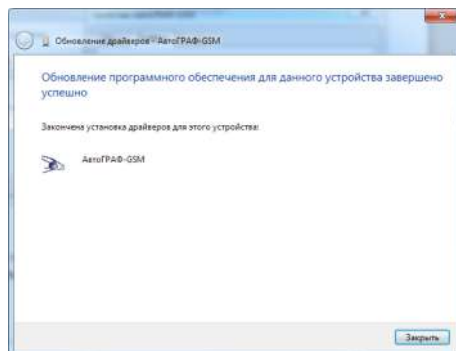 Обновление драйверов - АвтоГРАФ-GSM
Обновление программного обеспечения для данного устройства завершено
успешно
Закончена установка драйверов для этого устройства:
АвтоГРАФ-GSM
Закрыть